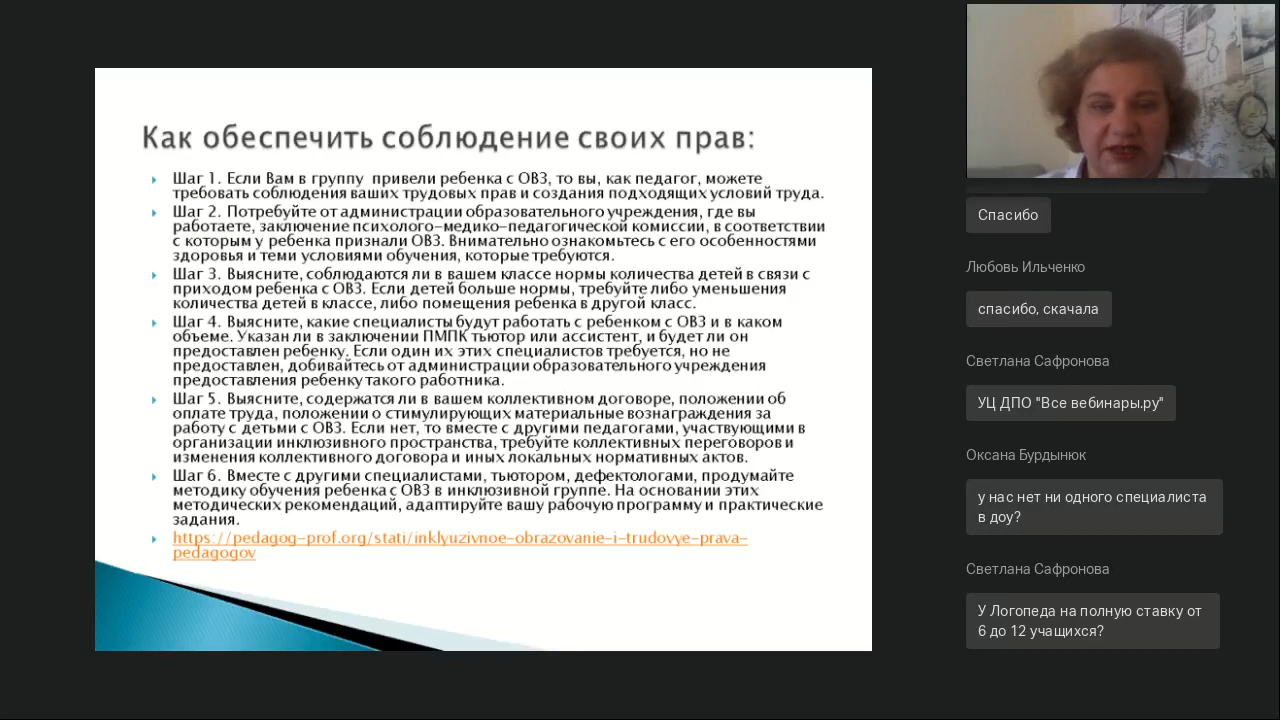 Как обеспечить соблюдение своих прав:
Шаг 1. Если Вам в группу привели ребенка с ОВЗ, то вы, как педагог, можете
требовать соблюдения ваших трудовых прав и создания подходящих условий труда.
Шаг 2. Потребуйте от администрации образовательного учреждения, где вы
работаете, заключение психолого-медико-педагогической комиссии, в соответствии
с которым у ребенка признали ОВЗ. Внимательно ознакомьтесь с его особенностями
здоровья и теми условиями обучения, которые требуются.
Шаг 3. Выясните, соблюдаются ли в вашем классе нормы количества детей в связи с
приходом ребенка с ОВЗ. Если детей больше нормы, требуйте либо уменьшения
количества детей в классе, либо помещения ребенка в другой класс.
Шаг 4. Выясните, какие специалисты будут работать с ребенком с ОВЗ и в каком
объеме. Указан ли в заключении ПМПК тьютор или ассистент, и будет ли он
предоставлен ребенку. Если один их этих специалистов требуется, но не
предоставлен, добивайтесь от администрации образовательного учреждения
предоставления ребенку такого работника.
Шаг 5. Выясните, содержатся ли в вашем коллективном договоре, положении об
оплате труда, положении о стимулирующих материальные вознаграждения за
работу с детьми с ОВЗ. Если нет, то вместе с другими педагогами, участвующими в
организации инклюзивного пространства, требуйте коллективных переговоров и
изменения коллективного договора и иных локальных нормативных актов.
Шаг 6. Вместе с другими специалистами, тьютором, дефектологами, продумайте
методику обучения ребенка с ОВЗ в инклюзивной группе. На основании этих
методических рекомендаций, адаптируйте вашу рабочую программу и практические
задания.
https://pedagog-prof.org/stati/inklyuzivnoe-obrazovanie-i-trudovye-prava-
pedagogov
Спасибо
Любовь Ильченко
спасибо, скачала
Светлана Сафронова
УЦ ДПО "Все вебинары.ру"
Оксана Бурдынюк
у нас нет ни одного специалиста
в доу?
Светлана Сафронова
У Логопеда на полную ставку от
6 до 12 учащихся?